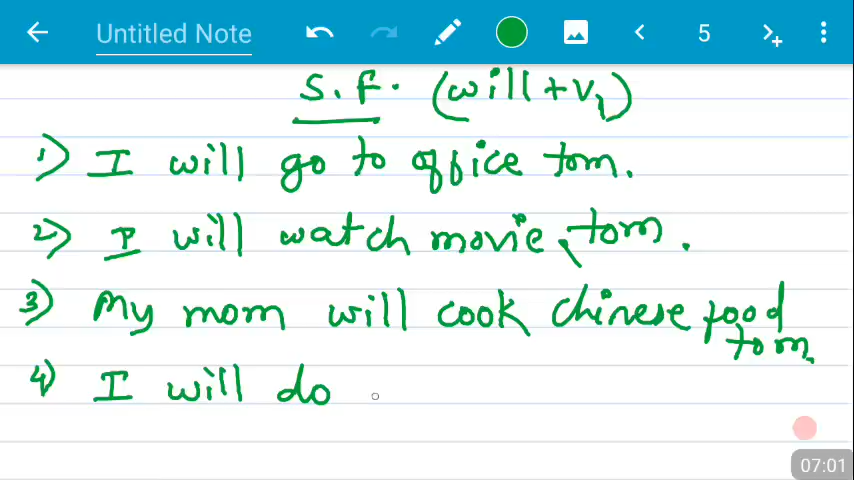 Untitled Note 5
S.F. (will + V1)
1) I will go to office tom.
2) I will watch movie, tom.
3) My mom will cook chinese food
tom.
4) I will do
07:01